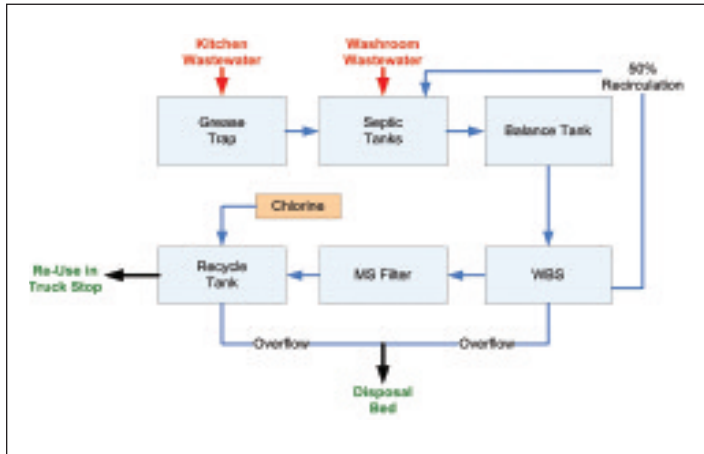 Kitchen
Wastewater
Washroom
Wastewater
50%
Recirculation
Grease
Trap
Septic
Tanks
Balance Tank
Chlorine
Re-Use in
Truck Stop
Recycle
Tank
MS Filter
WBS
Overflow
Overflow
Disposal
Bed